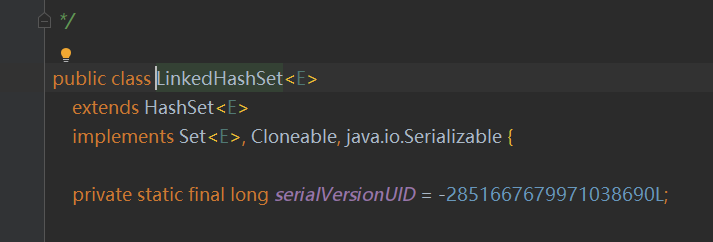 */
public class LinkedHashSet<E>
extends HashSet<E>
implements Set<E>, Cloneable, java.io.Serializable {
private static final long serialVersionUID = -2851667679971038690L;